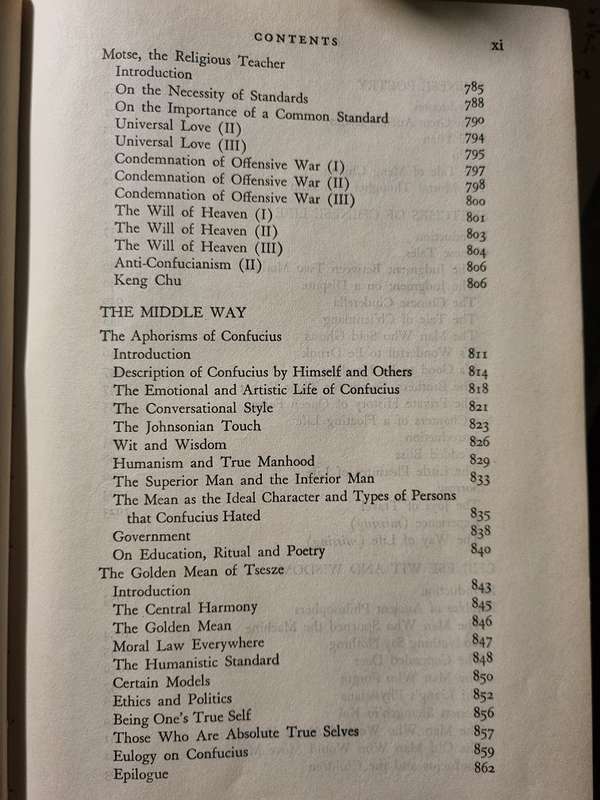 CONTENTS xi
Motse, the Religious Teacher
Introduction 785
On the Necessity of Standards 788
On the Importance of a Common Standard 790
Universal Love (II) 794
Universal Love (III) 795
Condemnation of Offensive War (I) 797
Condemnation of Offensive War (II) 798
Condemnation of Offensive War (III) 800
The Will of Heaven (I) 801
The Will of Heaven (II) 803
The Will of Heaven (III) 804
Anti-Confucianism (II) 806
Keng Chu 806
THE MIDDLE WAY
The Aphorisms of Confucius
Introduction 811
Description of Confucius by Himself and Others 814
The Emotional and Artistic Life of Confucius 818
The Conversational Style 821
The Johnsonian Touch 823
Wit and Wisdom 826
Humanism and True Manhood 829
The Superior Man and the Inferior Man 833
The Mean as the Ideal Character and Types of Persons
that Confucius Hated 835
Government 838
On Education, Ritual and Poetry 840
The Golden Mean of Tsesze
Introduction 843
The Central Harmony 845
The Golden Mean 846
Moral Law Everywhere 847
The Humanistic Standard 848
Certain Models 850
Ethics and Politics 852
Being One's True Self 856
Those Who Are Absolute True Selves 857
Eulogy on Confucius 859
Epilogue 862